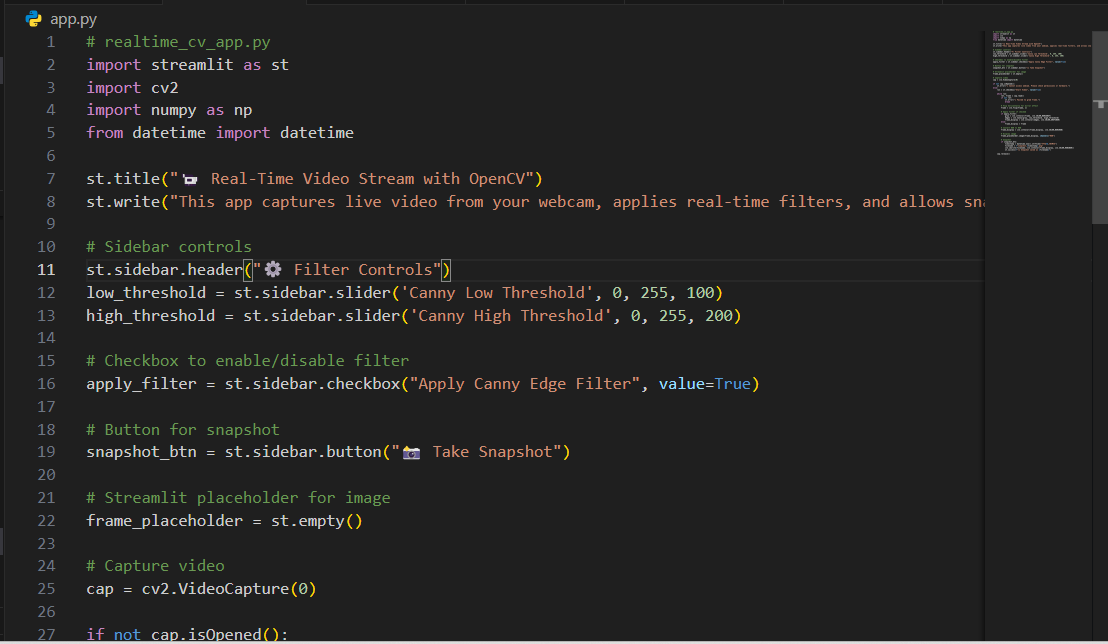 app.py
1 # realtime_cv_app.py
2 import streamlit as st
3 import cv2
4 import numpy as np
5 from datetime import datetime
6
7 st.title("📹 Real-Time Video Stream with OpenCV")
8 st.write("This app captures live video from your webcam, applies real-time filters, and allows sna
9
10 # Sidebar controls
11 st.sidebar.header("⚙️ Filter Controls")
12 low_threshold = st.sidebar.slider('Canny Low Threshold', 0, 255, 100)
13 high_threshold = st.sidebar.slider('Canny High Threshold', 0, 255, 200)
14
15 # Checkbox to enable/disable filter
16 apply_filter = st.sidebar.checkbox("Apply Canny Edge Filter", value=True)
17
18 # Button for snapshot
19 snapshot_btn = st.sidebar.button("📸 Take Snapshot")
20
21 # Streamlit placeholder for image
22 frame_placeholder = st.empty()
23
24 # Capture video
25 cap = cv2.VideoCapture(0)
26
27 if not cap.isOpened():